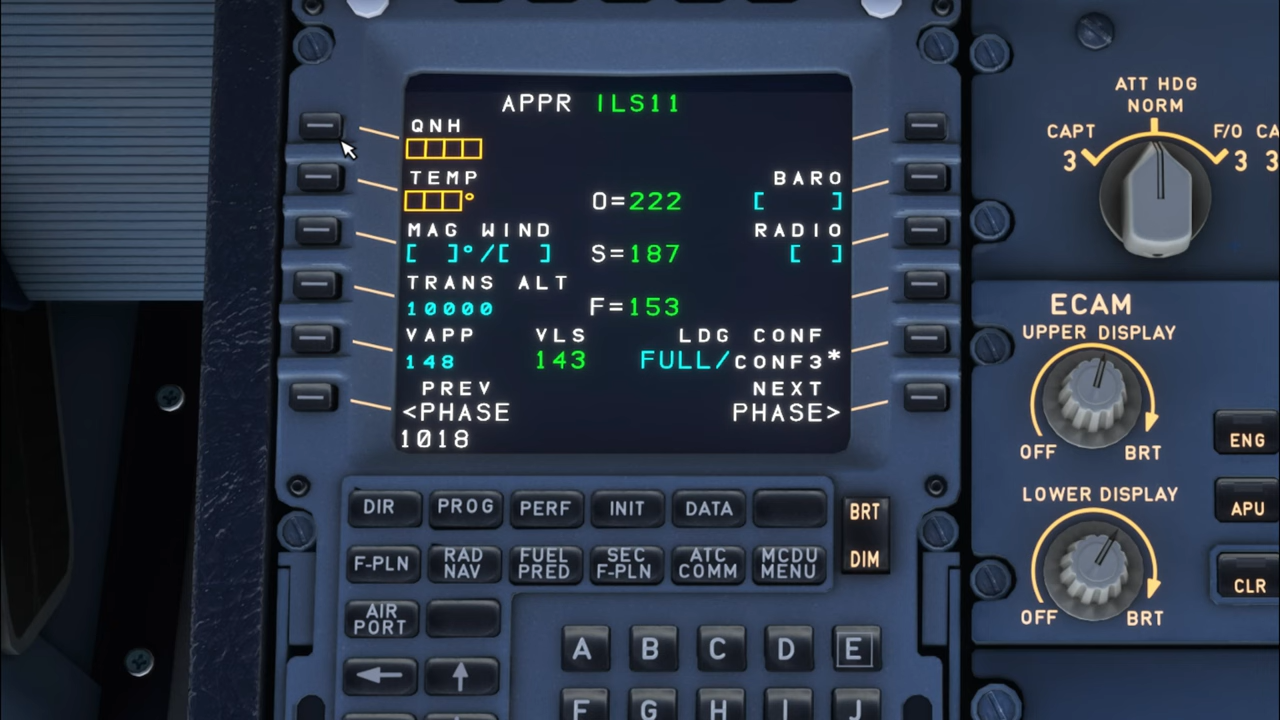 APPR ILS11
QNH
TEMP
BARO
°
O=222
[ ]
MAG WIND
RADIO
[ ]°/[ ]
S=187
[ ]
TRANS ALT
10000
F=153
VAPP
VLS
LDG CONF
148
143
FULL/CONF3*
PREV
NEXT
<PHASE
PHASE>
1018
DIR
PROG
PERF
INIT
DATA
BRT
DIM
F-PLN
RAD
NAV
FUEL
PRED
SEC
F-PLN
ATC
COMM
MCDU
MENU
AIR
PORT
A
B
C
D
E
F
G
H
I
J
ATT HDG
NORM
CAPT
3
F/O
3
CA
3
ECAM
UPPER DISPLAY
OFF
BRT
LOWER DISPLAY
OFF
BRT
ENG
APU
CLR